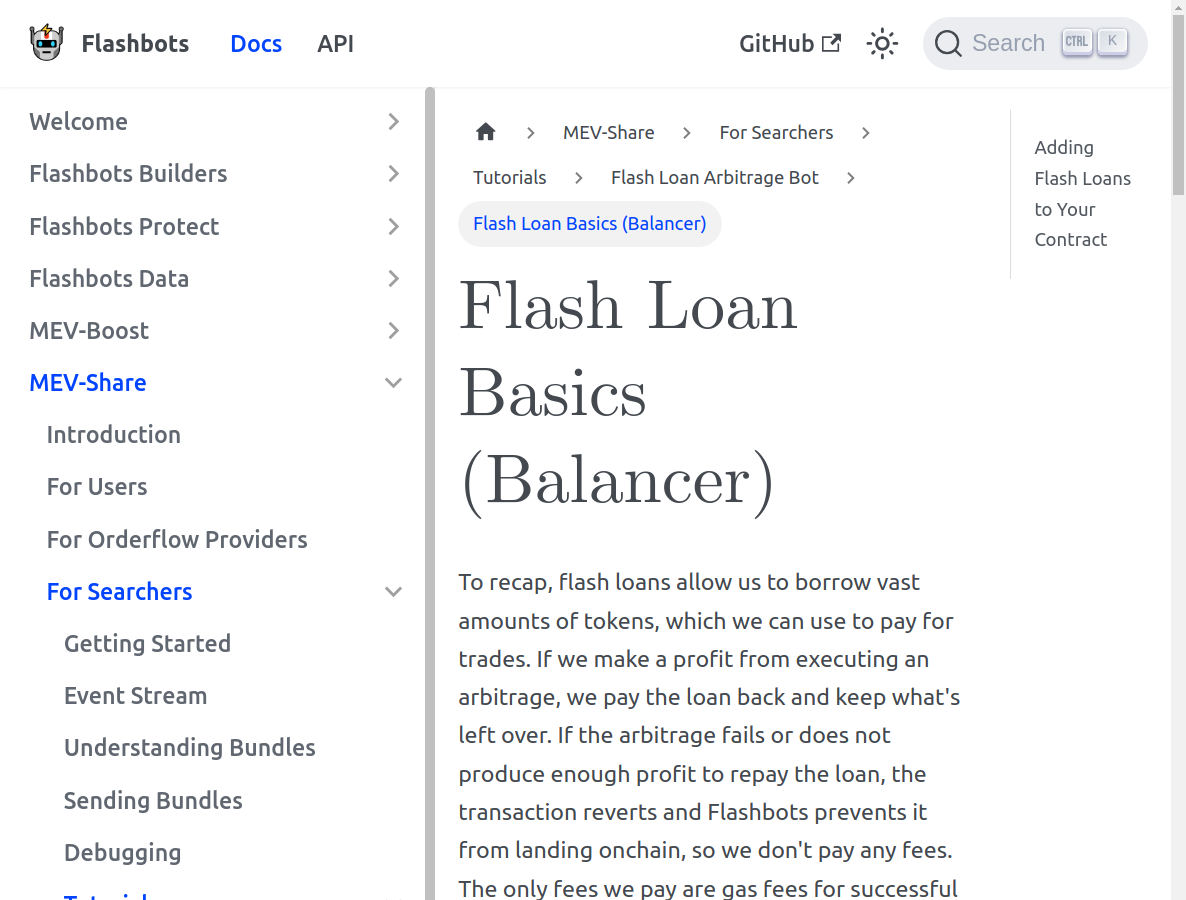 Flashbots Docs API GitHub Search CTRL K
Welcome
Flashbots Builders
Flashbots Protect
Flashbots Data
MEV-Boost
MEV-Share
Introduction
For Users
For Orderflow Providers
For Searchers
Getting Started
Event Stream
Understanding Bundles
Sending Bundles
Debugging
Tutorials
MEV-Share For Searchers
Tutorials Flash Loan Arbitrage Bot
Flash Loan Basics (Balancer)
Flash Loan
Basics
(Balancer)
To recap, flash loans allow us to borrow vast
amounts of tokens, which we can use to pay for
trades. If we make a profit from executing an
arbitrage, we pay the loan back and keep what's
left over. If the arbitrage fails or does not
produce enough profit to repay the loan, the
transaction reverts and Flashbots prevents it
from landing onchain, so we don't pay any fees.
The only fees we pay are gas fees for successful
Adding
Flash Loans
to Your
Contract